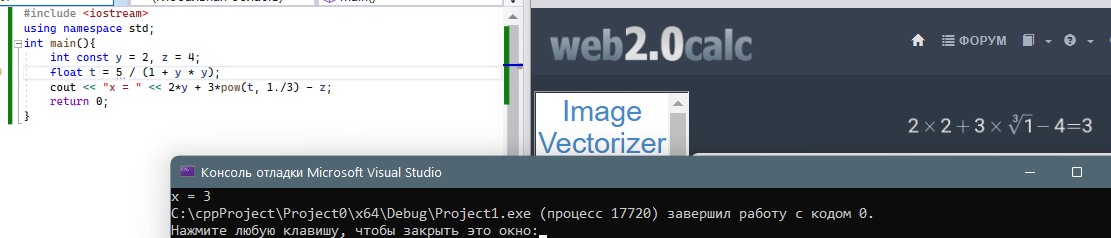 #include <iostream>
using namespace std;
int main(){
int const y = 2, z = 4;
float t = 5 / (1 + y * y);
cout << "x = " << 2*y + 3*pow(t, 1./3) - z;
return 0;
}
web2.0calc
ФОРУМ
Image
Vectorizer
2 × 2 + 3 × ∛1 − 4=3
Консоль отладки Microsoft Visual Studio
x = 3
C:\cppProject\Project0\x64\Debug\Project1.exe (процесс 17720) завершил работу с кодом 0.
Нажмите любую клавишу, чтобы закрыть это окно: